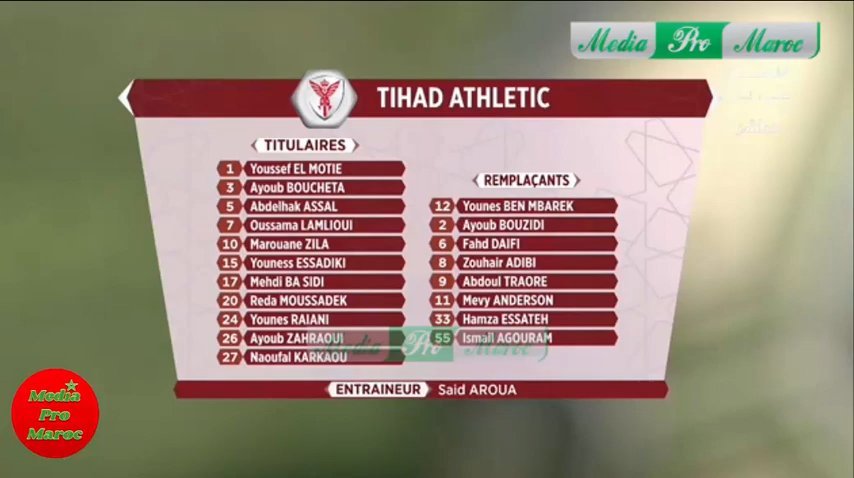 Media Pro Maroc
TIHAD ATHLETIC
TITULAIRES
1 Youssef EL MOTIE
3 Ayoub BOUCHETA
5 Abdelhak ASSAL
7 Oussama LAMLIOUI
10 Marouane ZILA
15 Youness ESSADIKI
17 Mehdi BA SIDI
20 Reda MOUSSADEK
24 Younes RAIANI
26 Ayoub ZAHRAOUI
27 Naoufal KARKAOU
REMPLAÇANTS
12 Younes BEN MBAREK
2 Ayoub BOUZIDI
6 Fahd DAIFI
8 Zouhair ADIBI
9 Abdoul TRAORE
11 Mevy ANDERSON
33 Hamza ESSATEH
55 Ismail AGOURAM
Media Pro Maroc
ENTRAINEUR Said AROUA
Media
Pro
Maroc